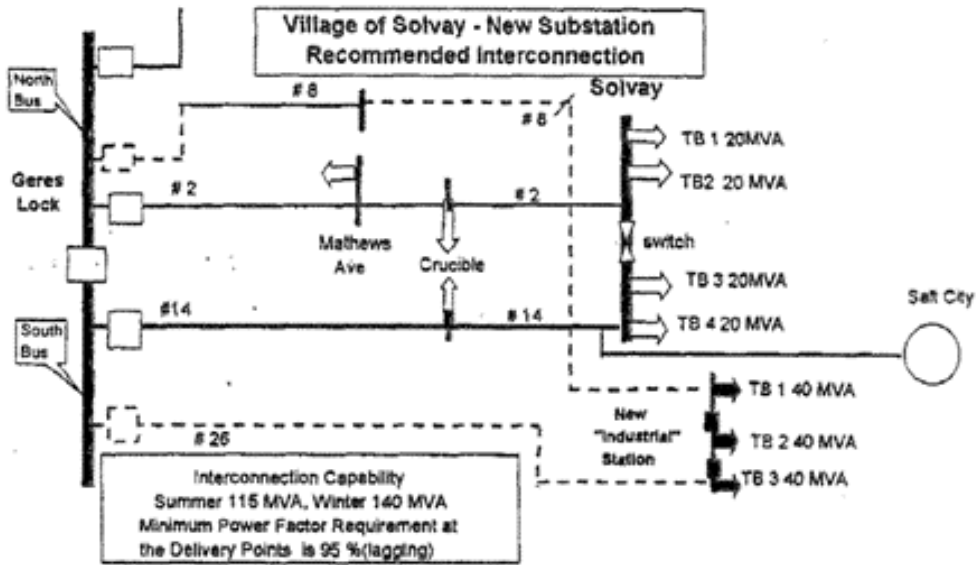 Village of Solvay - New Substation
Recommended Interconnection
North
Bus
# 8
# 8
Solvay
TB 1 20MVA
TB2 20 MVA
Geres
Lock
# 2
# 2
Mathews
Ave
Crucible
switch
TB 3 20MVA
TB 4 20 MVA
Salt City
#14
# 14
South
Bus
# 26
New
"Industrial"
Station
TB 1 40 MVA
TB 2 40 MVA
TB 3 40 MVA
Interconnection Capability
Summer 115 MVA, Winter 140 MVA
Minimum Power Factor Requirement at
the Delivery Points is 95 %(lagging)